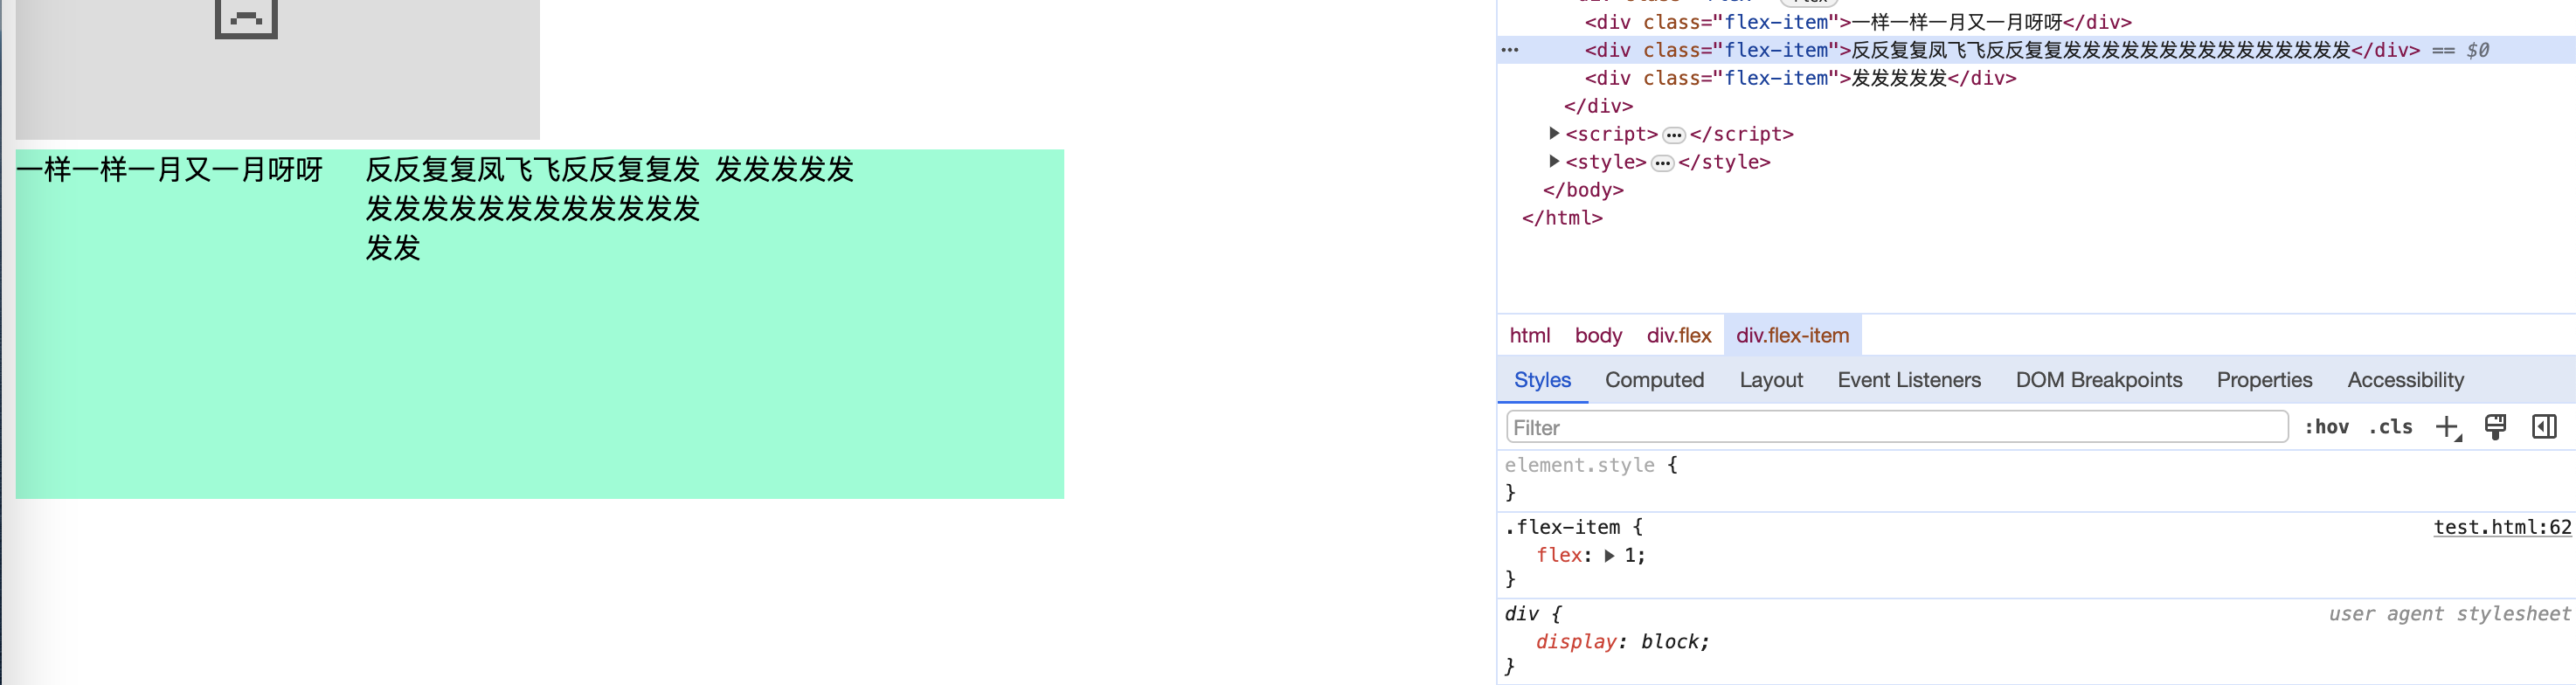 一样一样一月又一月呀呀
反反复复凤飞飞反反复复发
发发发发发发发发发发发发
发发
发发发发发
<div class="flex-item">一样一样一月又一月呀呀</div>
<div class="flex-item">反反复复凤飞飞反反复复发发发发发发发发发发发发发发发</div> == $0
<div class="flex-item">发发发发发</div>
</div>
<script>…</script>
<style>…</style>
</body>
</html>
html body div.flex div.flex-item
Styles Computed Layout Event Listeners DOM Breakpoints Properties Accessibility
Filter :hov .cls
element.style {
}
.flex-item { test.html:62
flex: 1;
}
div { user agent stylesheet
display: block;
}